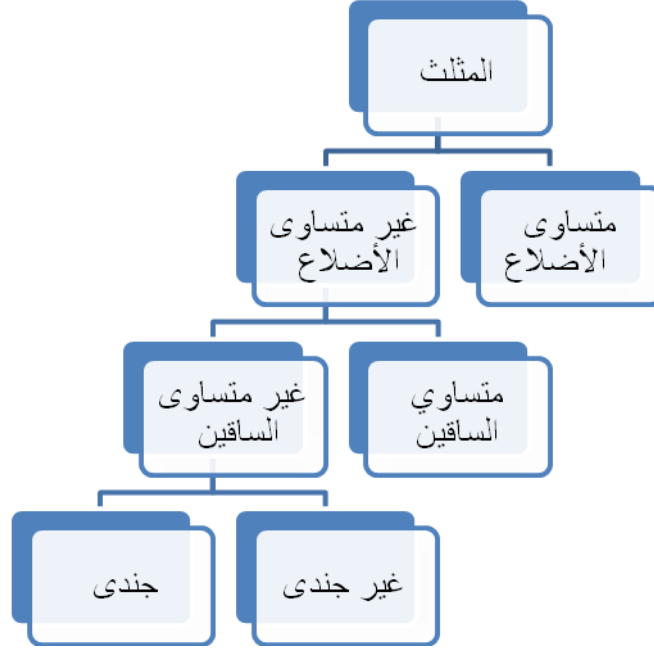 المثلث
متساوى
الأضلاع
غير متساوى
الأضلاع
متساوي
الساقين
غير متساوى
الساقين
غير جندى
جندى